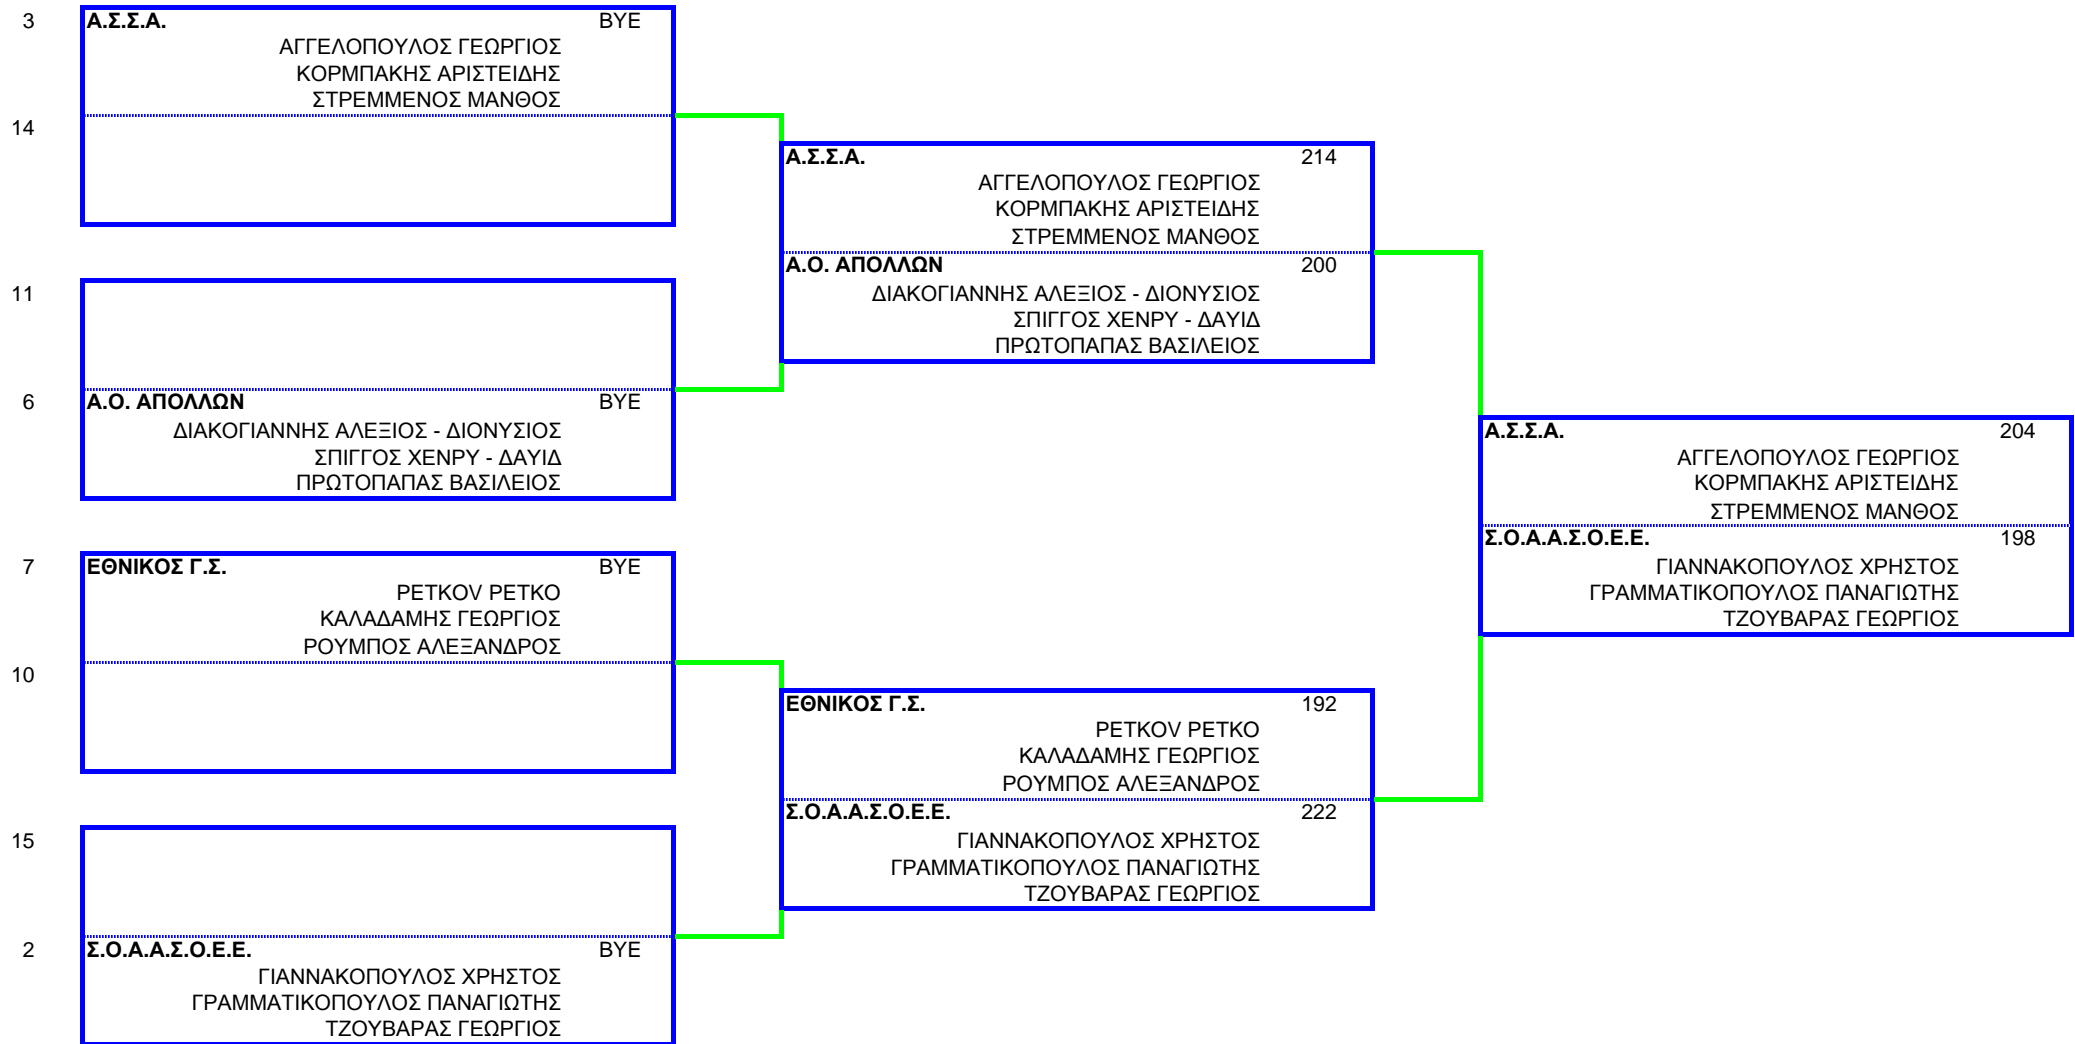 3 Α.Σ.Σ.Α. BYE
ΑΓΓΕΛΟΠΟΥΛΟΣ ΓΕΩΡΓΙΟΣ
ΚΟΡΜΠΑΚΗΣ ΑΡΙΣΤΕΙΔΗΣ
ΣΤΡΕΜΜΕΝΟΣ ΜΑΝΘΟΣ
14
11
6 Α.Ο. ΑΠΟΛΛΩΝ BYE
ΔΙΑΚΟΓΙΑΝΝΗΣ ΑΛΕΞΙΟΣ - ΔΙΟΝΥΣΙΟΣ
ΣΠΙΓΓΟΣ ΧΕΝΡΥ - ΔΑΥΙΔ
ΠΡΩΤΟΠΑΠΑΣ ΒΑΣΙΛΕΙΟΣ
7 ΕΘΝΙΚΟΣ Γ.Σ. BYE
PETKOV PETKO
ΚΑΛΑΔΑΜΗΣ ΓΕΩΡΓΙΟΣ
ΡΟΥΜΠΟΣ ΑΛΕΞΑΝΔΡΟΣ
10
15
2 Σ.Ο.Α.Α.Σ.Ο.Ε.Ε. BYE
ΓΙΑΝΝΑΚΟΠΟΥΛΟΣ ΧΡΗΣΤΟΣ
ΓΡΑΜΜΑΤΙΚΟΠΟΥΛΟΣ ΠΑΝΑΓΙΩΤΗΣ
ΤΖΟΥΒΑΡΑΣ ΓΕΩΡΓΙΟΣ
Α.Σ.Σ.Α. 214
ΑΓΓΕΛΟΠΟΥΛΟΣ ΓΕΩΡΓΙΟΣ
ΚΟΡΜΠΑΚΗΣ ΑΡΙΣΤΕΙΔΗΣ
ΣΤΡΕΜΜΕΝΟΣ ΜΑΝΘΟΣ
Α.Ο. ΑΠΟΛΛΩΝ 200
ΔΙΑΚΟΓΙΑΝΝΗΣ ΑΛΕΞΙΟΣ - ΔΙΟΝΥΣΙΟΣ
ΣΠΙΓΓΟΣ ΧΕΝΡΥ - ΔΑΥΙΔ
ΠΡΩΤΟΠΑΠΑΣ ΒΑΣΙΛΕΙΟΣ
ΕΘΝΙΚΟΣ Γ.Σ. 192
PETKOV PETKO
ΚΑΛΑΔΑΜΗΣ ΓΕΩΡΓΙΟΣ
ΡΟΥΜΠΟΣ ΑΛΕΞΑΝΔΡΟΣ
Σ.Ο.Α.Α.Σ.Ο.Ε.Ε. 222
ΓΙΑΝΝΑΚΟΠΟΥΛΟΣ ΧΡΗΣΤΟΣ
ΓΡΑΜΜΑΤΙΚΟΠΟΥΛΟΣ ΠΑΝΑΓΙΩΤΗΣ
ΤΖΟΥΒΑΡΑΣ ΓΕΩΡΓΙΟΣ
Α.Σ.Σ.Α. 204
ΑΓΓΕΛΟΠΟΥΛΟΣ ΓΕΩΡΓΙΟΣ
ΚΟΡΜΠΑΚΗΣ ΑΡΙΣΤΕΙΔΗΣ
ΣΤΡΕΜΜΕΝΟΣ ΜΑΝΘΟΣ
Σ.Ο.Α.Α.Σ.Ο.Ε.Ε. 198
ΓΙΑΝΝΑΚΟΠΟΥΛΟΣ ΧΡΗΣΤΟΣ
ΓΡΑΜΜΑΤΙΚΟΠΟΥΛΟΣ ΠΑΝΑΓΙΩΤΗΣ
ΤΖΟΥΒΑΡΑΣ ΓΕΩΡΓΙΟΣ